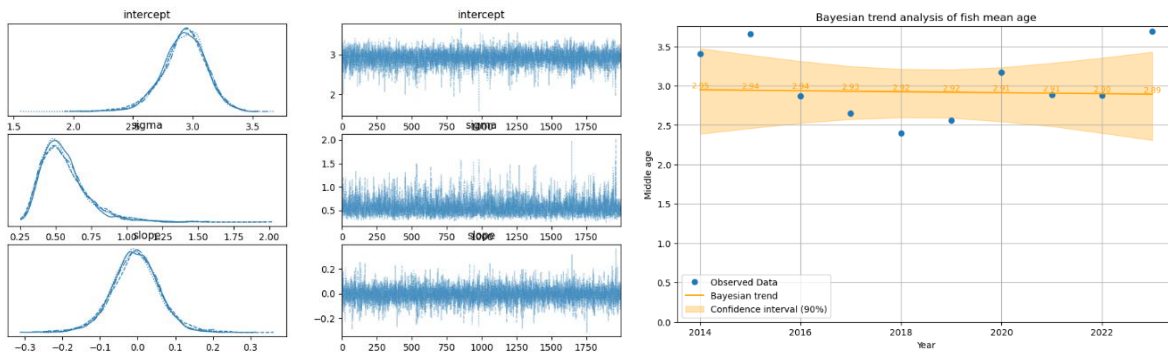 intercept
1.5 2.0 2.5 3.0 3.5
sigma
0.25 0.50 0.75 1.00 1.25 1.50 1.75 2.00
slope
−0.3 −0.2 −0.1 0.0 0.1 0.2 0.3
intercept
3
2
0 250 500 750 1000 1250 1500 1750
sigma
2.0
1.5
1.0
0.5
0 250 500 750 1000 1250 1500 1750
slope
0.2
0.0
−0.2
0 250 500 750 1000 1250 1500 1750
Bayesian trend analysis of fish mean age
3.5
3.0
2.5
2.0
1.5
1.0
0.5
0.0
Middle age
2.95 2.94 2.94 2.93 2.92 2.92 2.91 2.91 2.90 2.89
Observed Data
Bayesian trend
Confidence interval (90%)
2014 2016 2018 2020 2022
Year